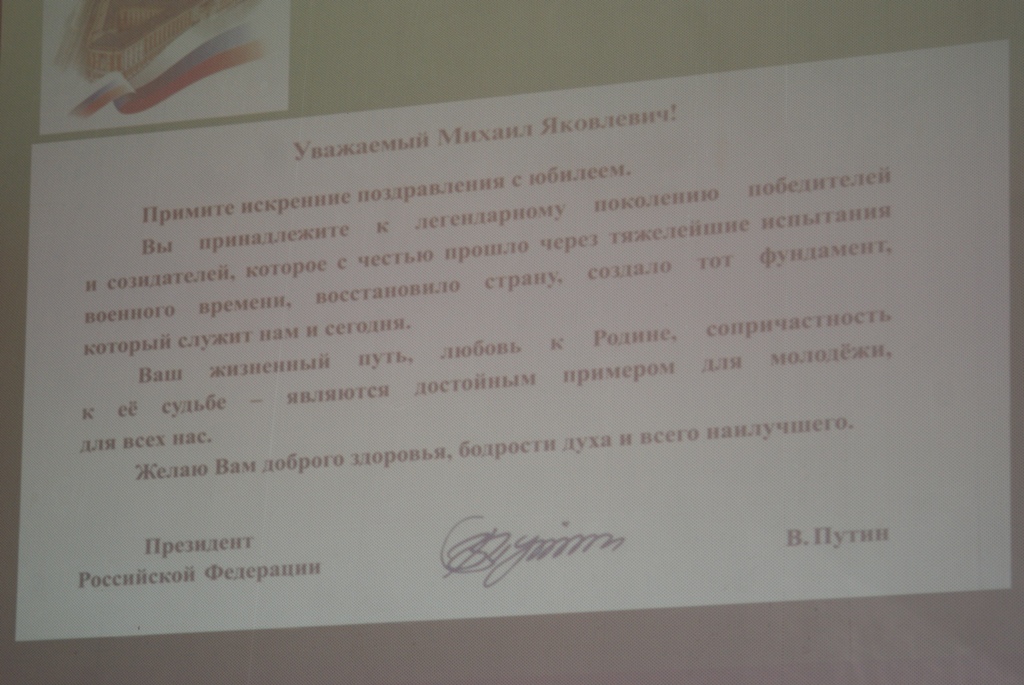 Уважаемый Михаил Яковлевич!
Примите искренние поздравления с юбилеем.
Вы принадлежите к легендарному поколению победителей
и созидателей, которое с честью прошло через тяжелейшие испытания
военного времени, восстановило страну, создало тот фундамент,
который служит нам и сегодня.
Ваш жизненный путь, любовь к Родине, сопричастность
к её судьбе – являются достойным примером для молодёжи,
для всех нас.
Желаю Вам доброго здоровья, бодрости духа и всего наилучшего.
Президент
Российской Федерации
В. Путин